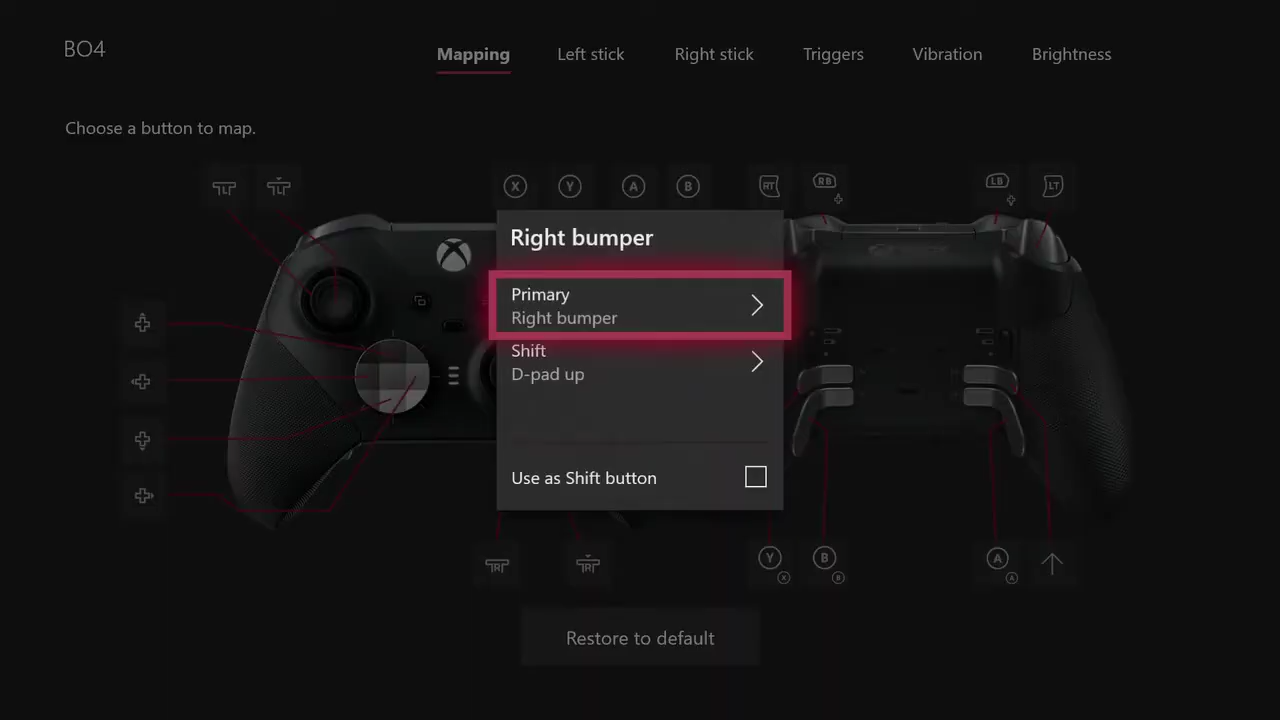 BO4
Mapping
Left stick
Right stick
Triggers
Vibration
Brightness
Choose a button to map.
X
Y
A
B
RT
RB
LB
LT
Right bumper
Primary
Right bumper
Shift
D-pad up
Use as Shift button
Y
X
B
B
A
A
Restore to default